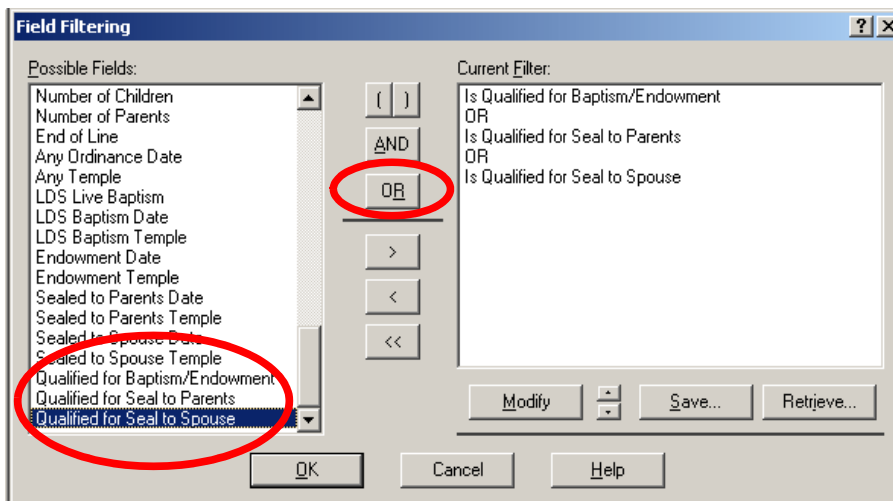 Field Filtering
? X
Possible Fields:
Number of Children
Number of Parents
End of Line
Any Ordinance Date
Any Temple
LDS Live Baptism
LDS Baptism Date
LDS Baptism Temple
Endowment Date
Endowment Temple
Sealed to Parents Date
Sealed to Parents Temple
Sealed to Spouse Date
Sealed to Spouse Temple
Qualified for Baptism/Endowment
Qualified for Seal to Parents
Qualified for Seal to Spouse
( )
AND
OR
>
<
<<
Current Filter:
Is Qualified for Baptism/Endowment
OR
Is Qualified for Seal to Parents
OR
Is Qualified for Seal to Spouse
Modify
Save...
Retrieve...
OK
Cancel
Help